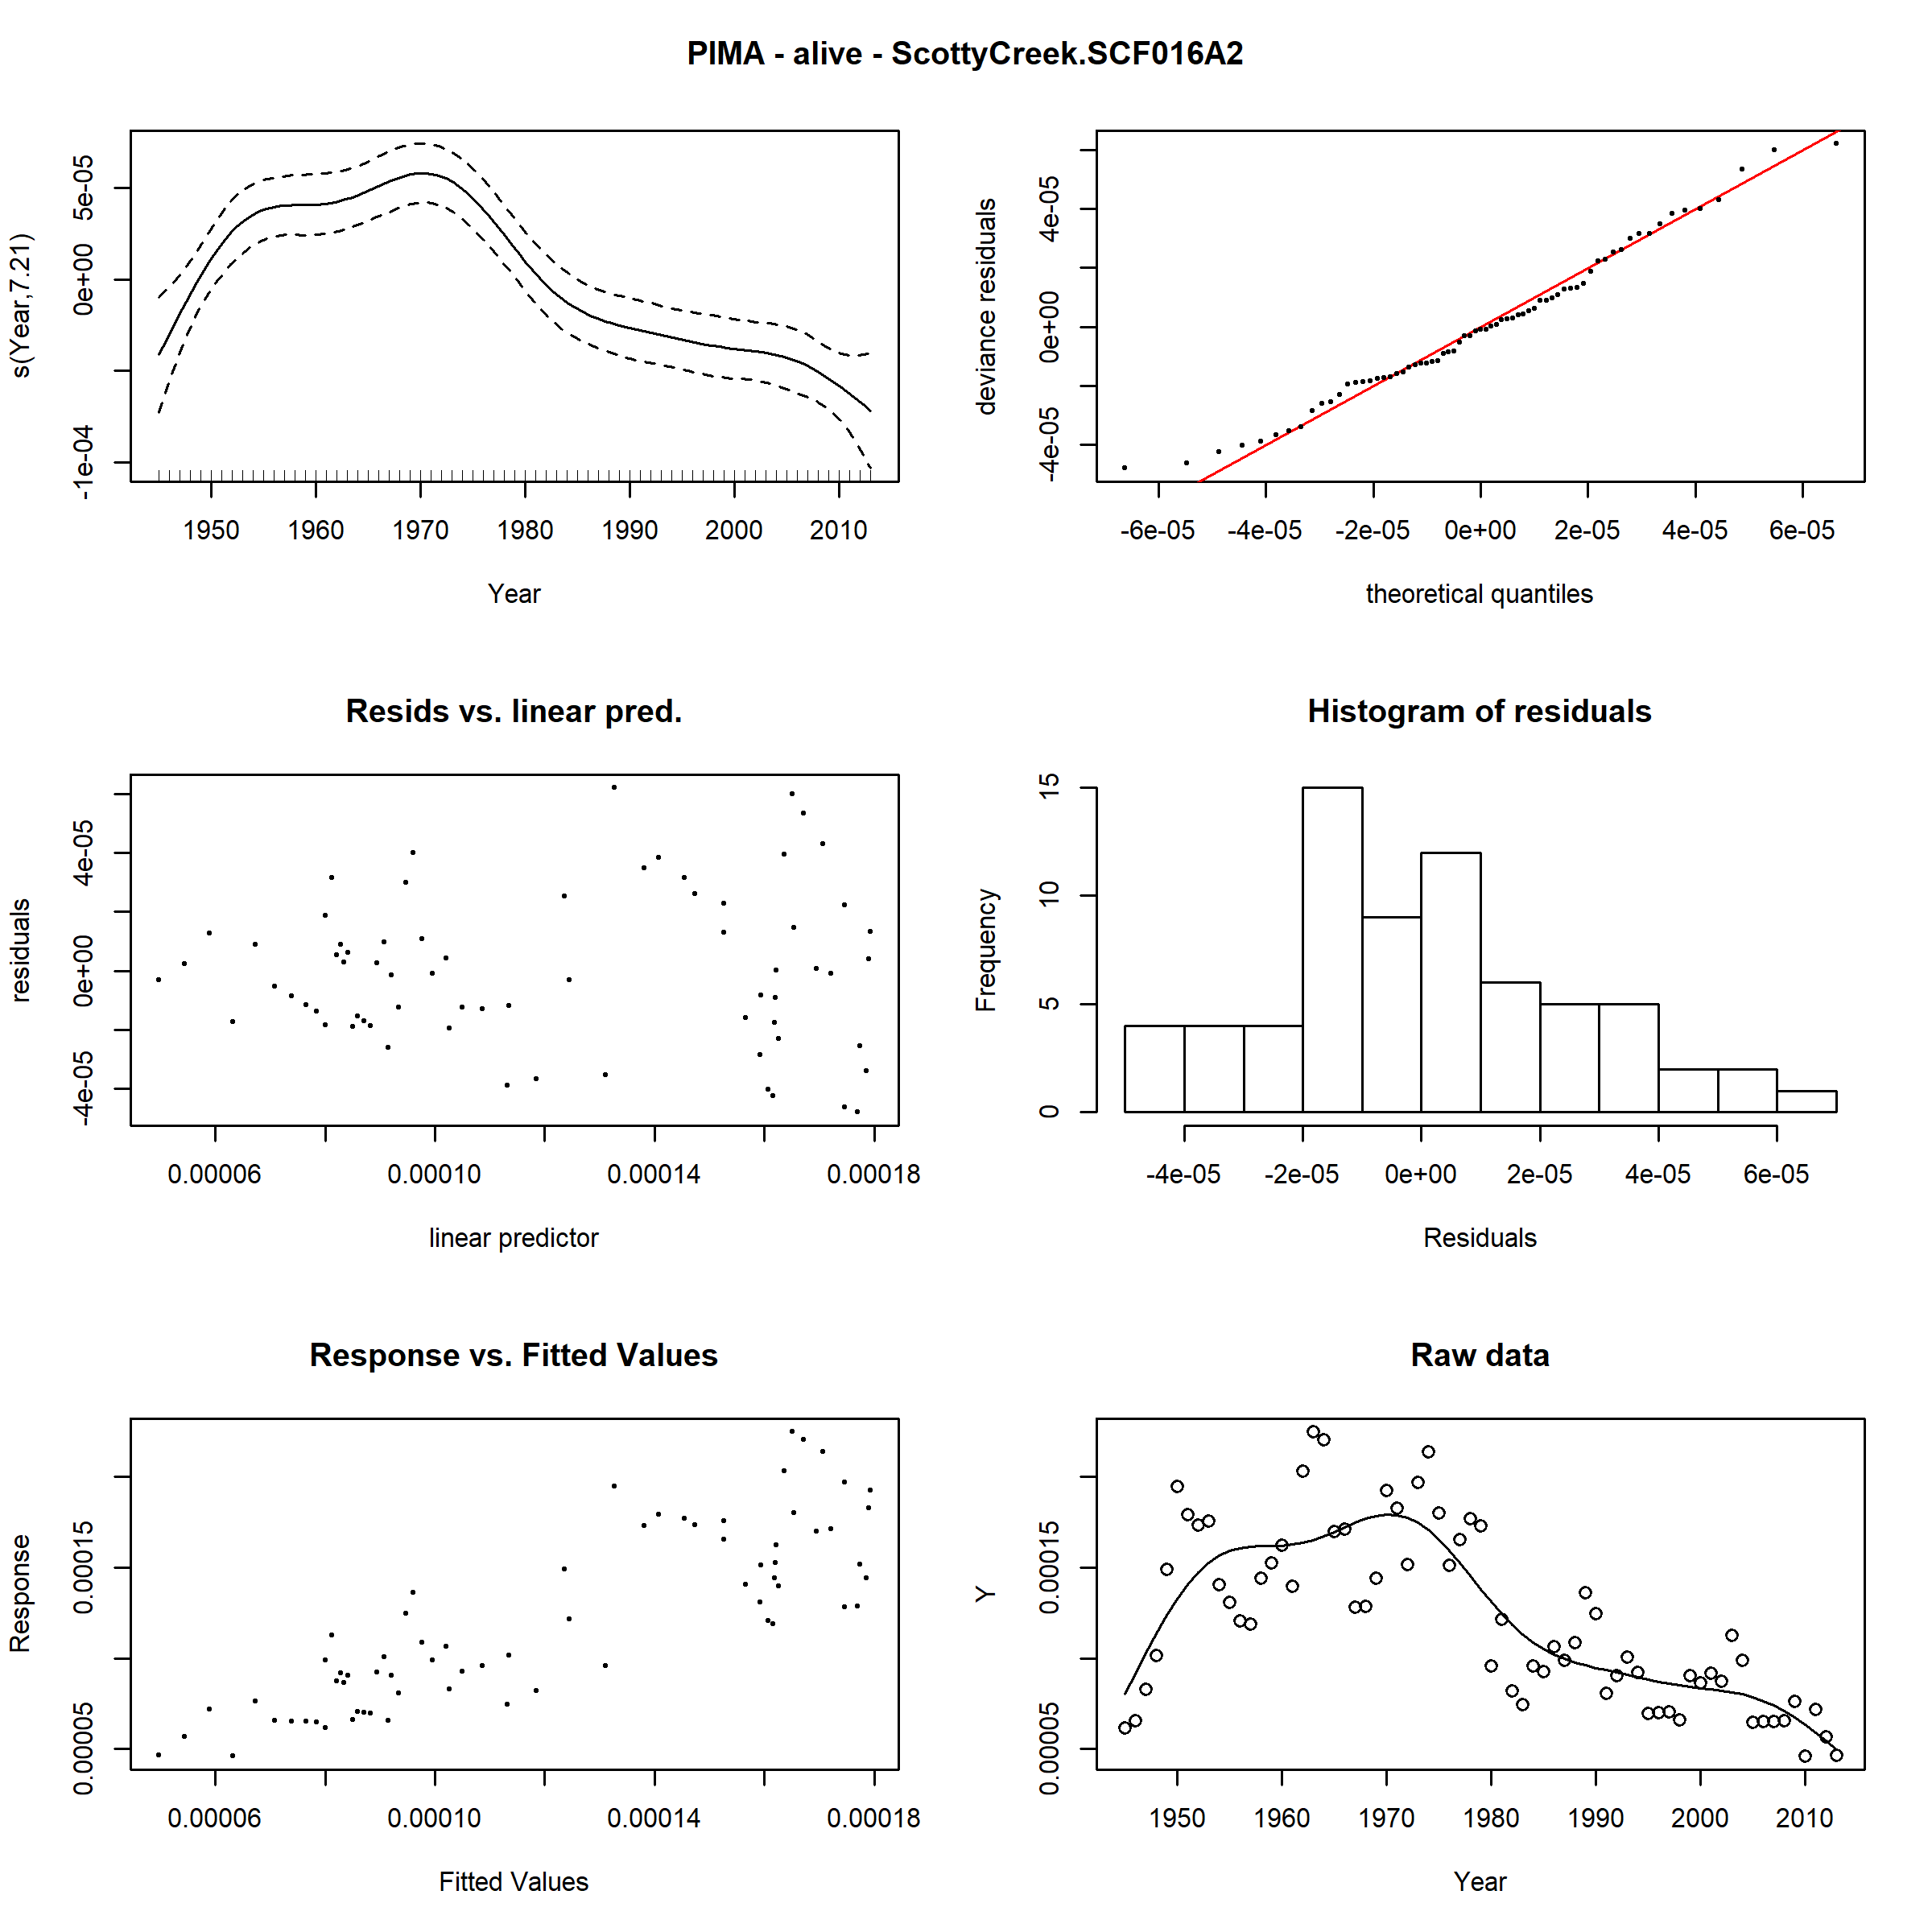 PIMA - alive - ScottyCreek.SCF016A2
s(Year,7.21)
-1e-04 0e+00 5e-05
1950 1960 1970 1980 1990 2000 2010
Year
deviance residuals
-4e-05 0e+00 4e-05
-6e-05 -4e-05 -2e-05 0e+00 2e-05 4e-05 6e-05
theoretical quantiles
Resids vs. linear pred.
residuals
-4e-05 0e+00 4e-05
0.00006 0.00010 0.00014 0.00018
linear predictor
Histogram of residuals
Frequency
0 5 10 15
-4e-05 -2e-05 0e+00 2e-05 4e-05 6e-05
Residuals
Response vs. Fitted Values
Response
0.00005 0.00015
0.00006 0.00010 0.00014 0.00018
Fitted Values
Raw data
Y
0.00005 0.00015
1950 1960 1970 1980 1990 2000 2010
Year